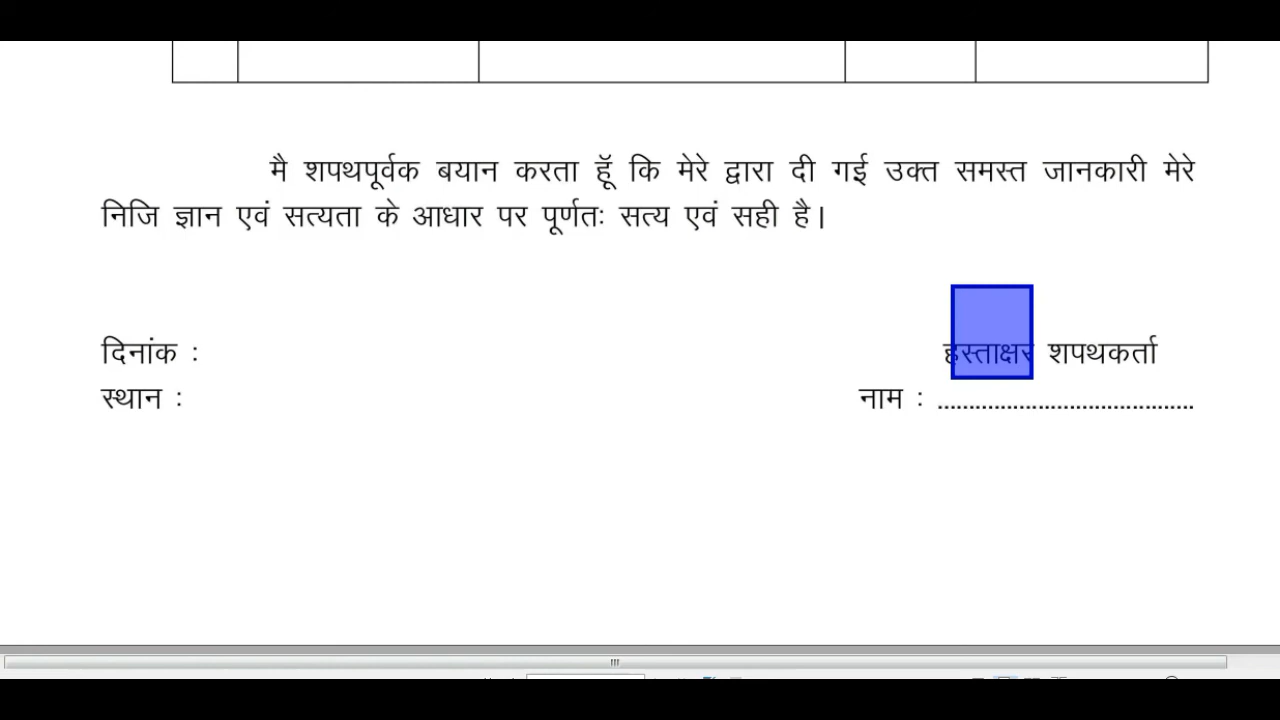 मै शपथपूर्वक बयान करता हॅू कि मेरे द्वारा दी गई उक्त समस्त जानकारी मेरे
निजि ज्ञान एवं सत्यता के आधार पर पूर्णतः सत्य एवं सही है।
दिनांक :
हस्ताक्षर शपथकर्ता
स्थान :
नाम : ..........................................